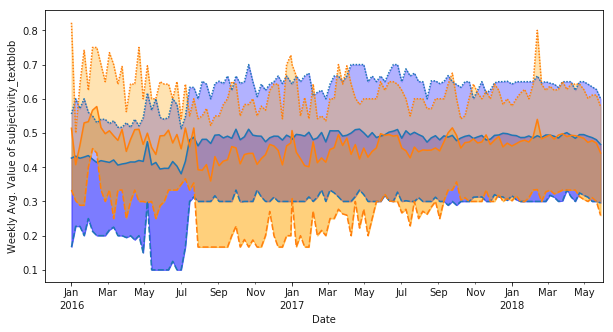 Weekly Avg. Value of subjectivity_textblob
0.8
0.7
0.6
0.5
0.4
0.3
0.2
0.1
Jan Mar May Jul Sep Nov Jan Mar May Jul Sep Nov Jan Mar May
2016 2017 2018
Date